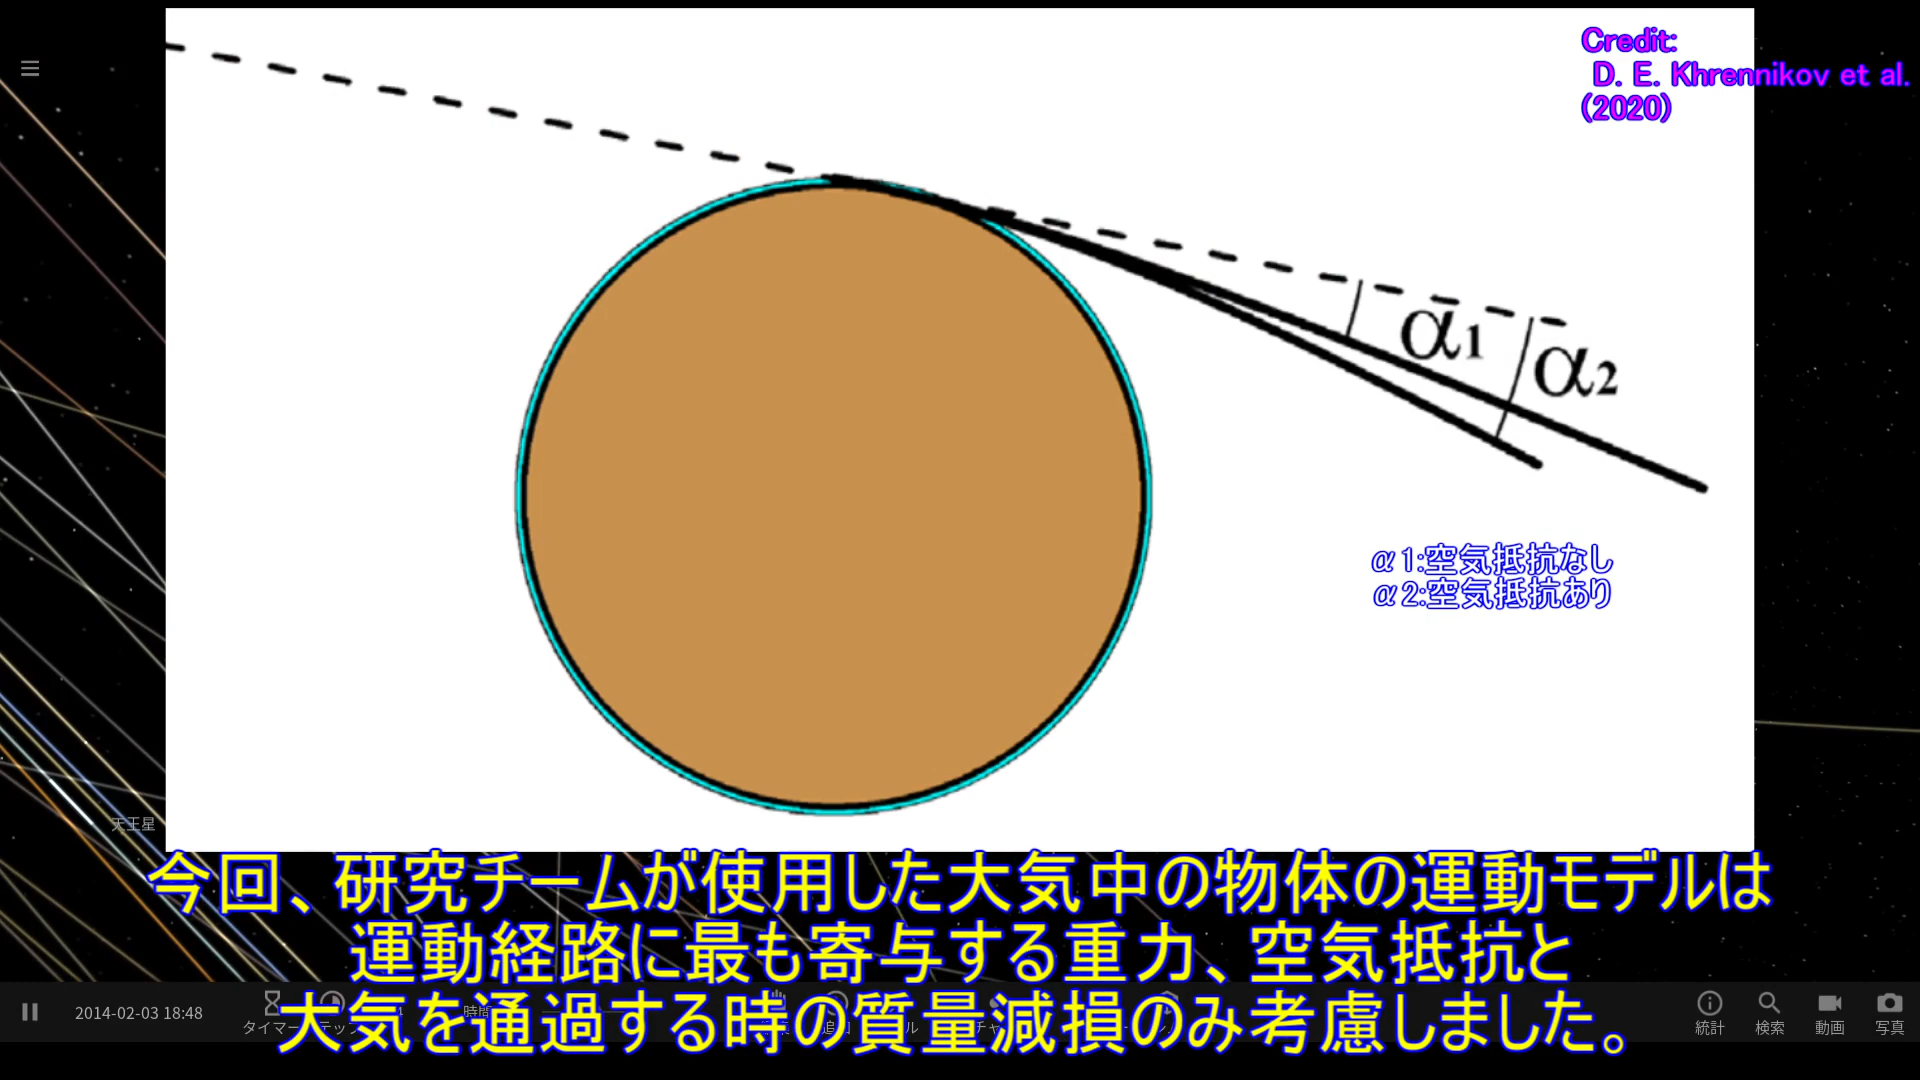 Credit:
D. E. Khrennikov et al.
(2020)
α1
α2
α1:空気抵抗なし
α2:空気抵抗あり
天王星
今回、研究チームが使用した大気中の物体の運動モデルは
運動経路に最も寄与する重力、空気抵抗と
大気を通過する時の質量減損のみ考慮しました。
2014-02-03 18:48
統計
検索
動画
写真